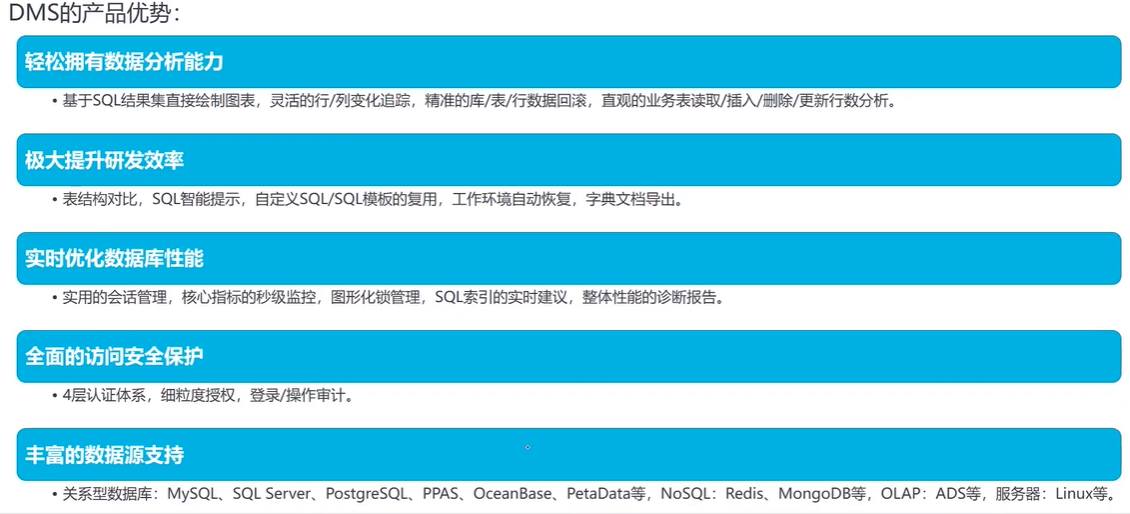 DMS的产品优势：
轻松拥有数据分析能力
• 基于SQL结果集直接绘制图表，灵活的行/列变化追踪，精准的库/表/行数据回滚，直观的业务表读取/插入/删除/更新行数分析。
极大提升研发效率
• 表结构对比，SQL智能提示，自定义SQL/SQL模板的复用，工作环境自动恢复，字典文档导出。
实时优化数据库性能
• 实用的会话管理，核心指标的秒级监控，图形化锁管理，SQL索引的实时建议，整体性能的诊断报告。
全面的访问安全保护
• 4层认证体系，细粒度授权，登录/操作审计。
丰富的数据源支持
• 关系型数据库：MySQL、SQL Server、PostgreSQL、PPAS、OceanBase、PetaData等，NoSQL：Redis、MongoDB等，OLAP：ADS等，服务器：Linux等。